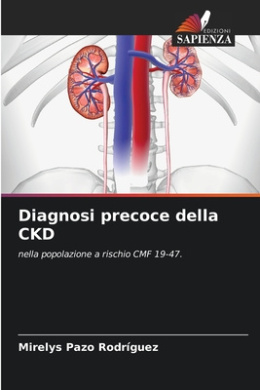 EDIZIONI
SAPIENZA
Diagnosi precoce della
CKD
nella popolazione a rischio CMF 19-47.
Mirelys Pazo Rodríguez